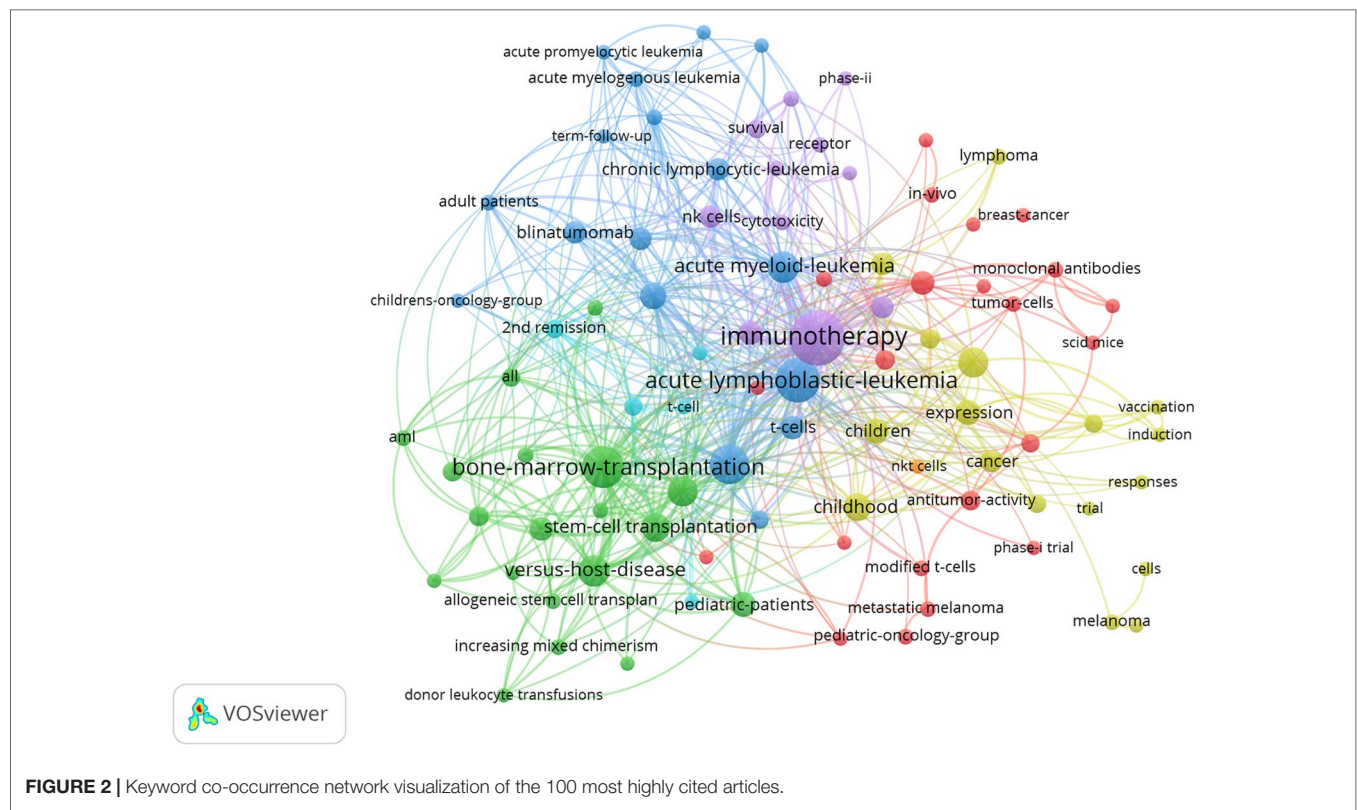 acute promyelocytic leukemia
acute myelogenous leukemia
phase-ii
survival
term-follow-up
receptor
lymphoma
chronic lymphocytic-leukemia
in-vivo
adult patients
breast-cancer
nk cells
cytotoxicity
blinatumomab
acute myeloid-leukemia
monoclonal antibodies
childrens-oncology-group
tumor-cells
2nd remission
immunotherapy
scid mice
all
acute lymphoblastic-leukemia
t-cell
vaccination
expression
aml
t-cells
children
induction
bone-marrow-transplantation
nkt cells
cancer
responses
childhood
antitumor-activity
trial
stem-cell transplantation
phase-i trial
versus-host-disease
modified t-cells
cells
allogeneic stem cell transplan
pediatric-patients
metastatic melanoma
melanoma
increasing mixed chimerism
pediatric-oncology-group
donor leukocyte transfusions
VOSviewer
FIGURE 2 | Keyword co-occurrence network visualization of the 100 most highly cited articles.